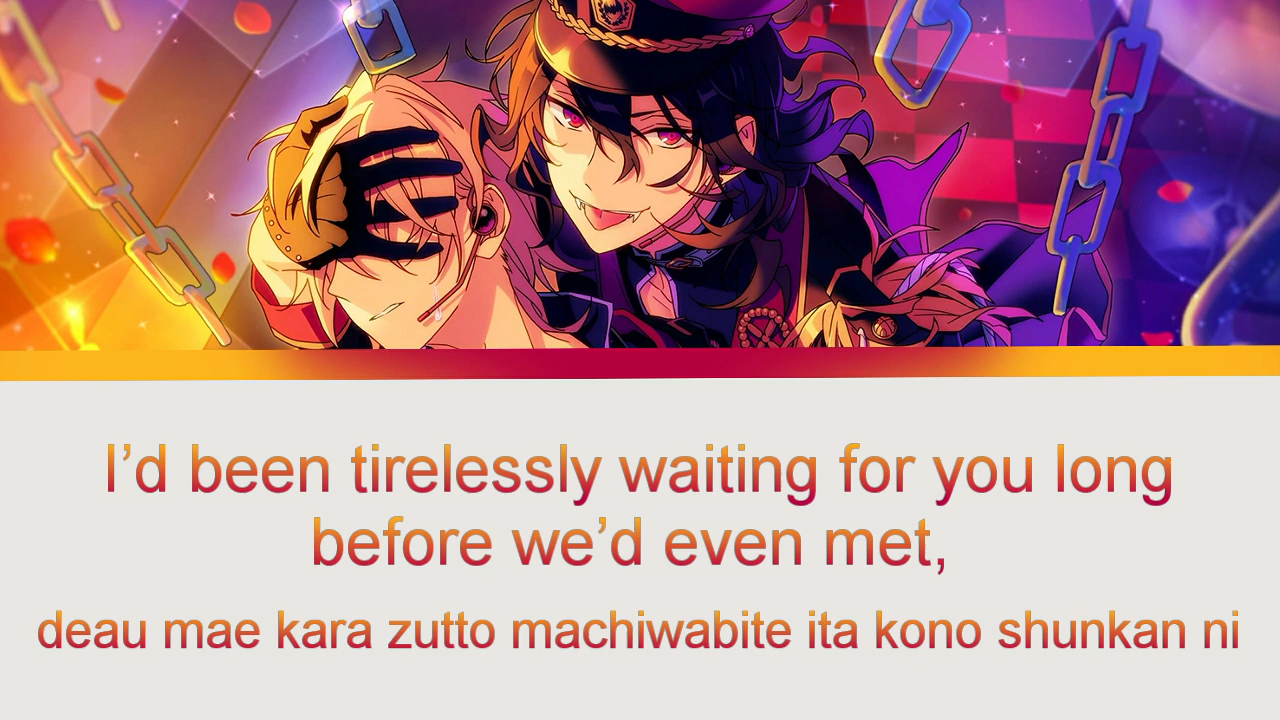 I’d been tirelessly waiting for you long
before we’d even met,
deau mae kara zutto machiwabite ita kono shunkan ni